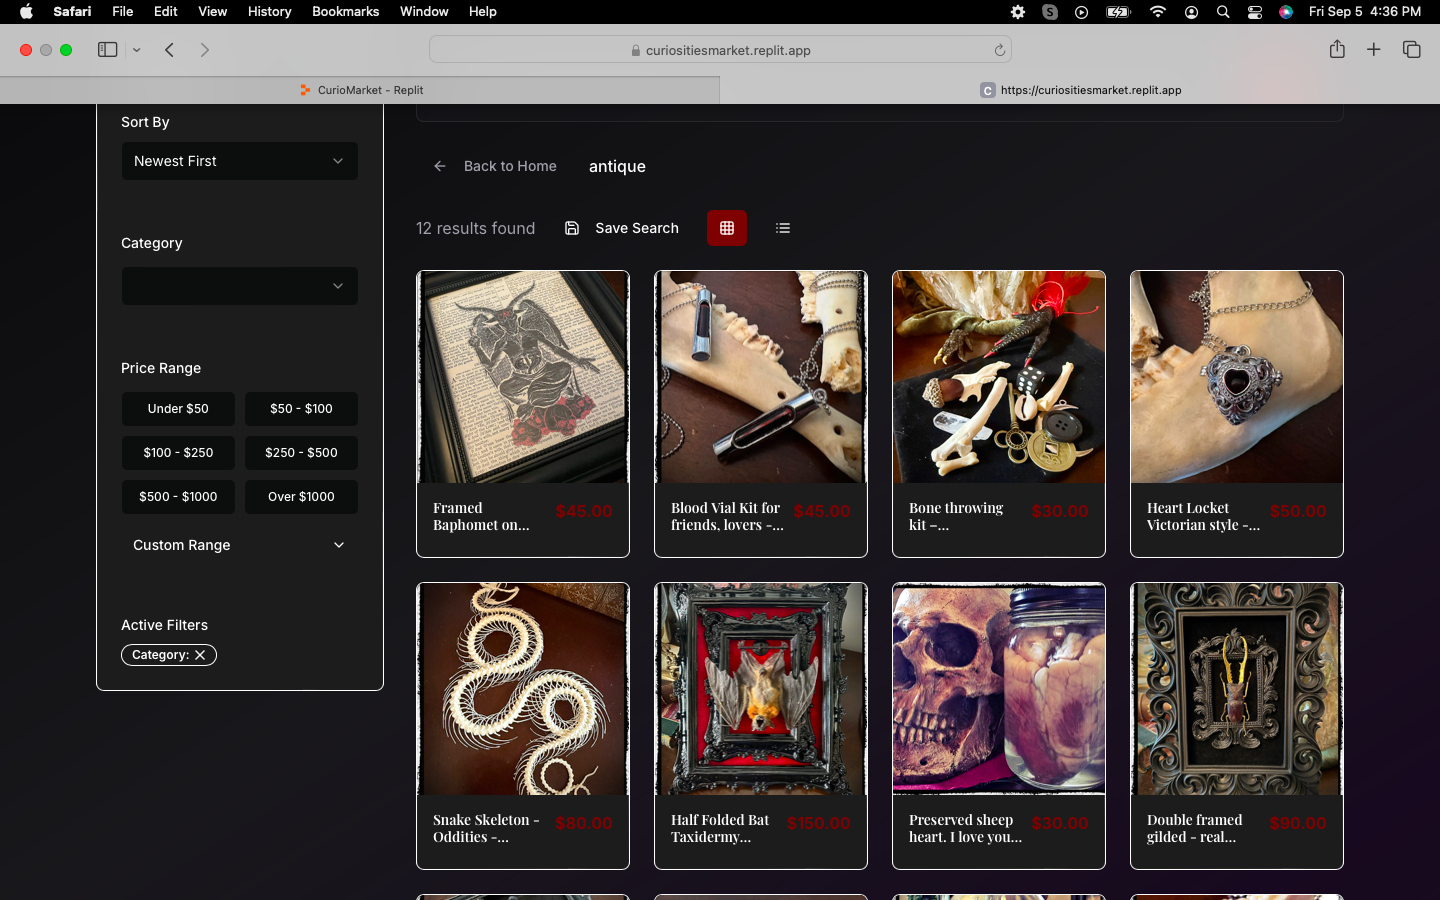 Safari File Edit View History Bookmarks Window Help Fri Sep 5 4:36 PM
curiositiesmarket.replit.app
CurioMarket - Replit
C https://curiositiesmarket.replit.app
Sort By
Newest First
Category
Price Range
Under $50 $50 - $100
$100 - $250 $250 - $500
$500 - $1000 Over $1000
Custom Range
Active Filters
Category:
Back to Home antique
12 results found Save Search
Framed
Baphomet on...
$45.00
Blood Vial Kit for
friends, lovers -...
$45.00
Bone throwing
kit –...
$30.00
Heart Locket
Victorian style -...
$50.00
Snake Skeleton -
Oddities -...
$80.00
Half Folded Bat
Taxidermy...
$150.00
Preserved sheep
heart. I love you...
$30.00
Double framed
gilded - real...
$90.00